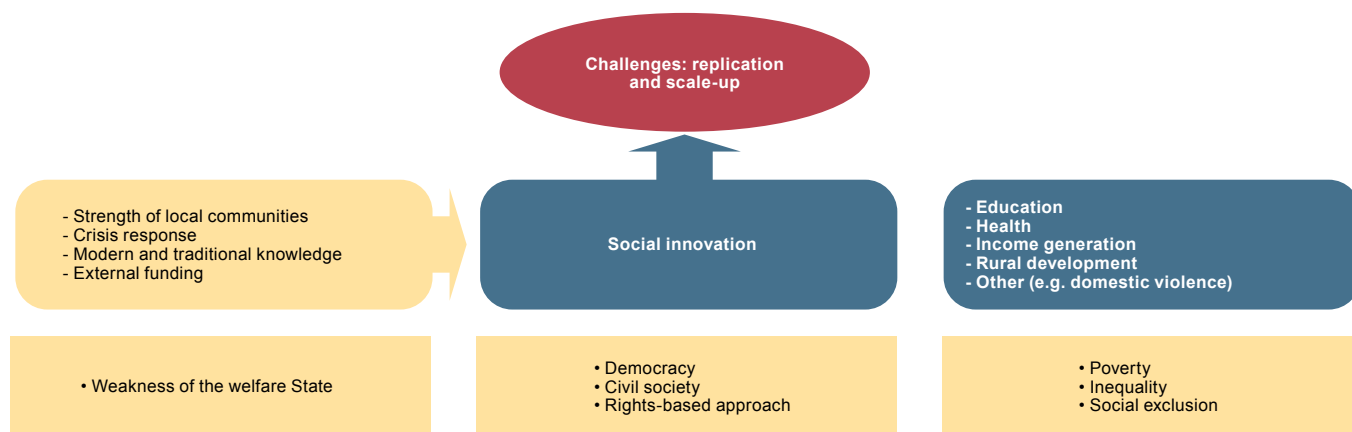 Challenges: replication
and scale-up
- Strength of local communities
- Crisis response
- Modern and traditional knowledge
- External funding
Social innovation
- Education
- Health
- Income generation
- Rural development
- Other (e.g. domestic violence)
• Weakness of the welfare State
• Democracy
• Civil society
• Rights-based approach
• Poverty
• Inequality
• Social exclusion